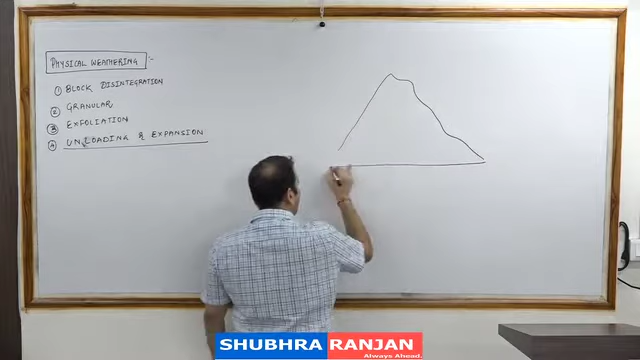 PHYSICAL WEATHERING :-
① BLOCK DISINTEGRATION
② GRANULAR
③ EXFOLIATION
④ UNLOADING & EXPANSION
SHUBHRA RANJAN
Always Ahead.